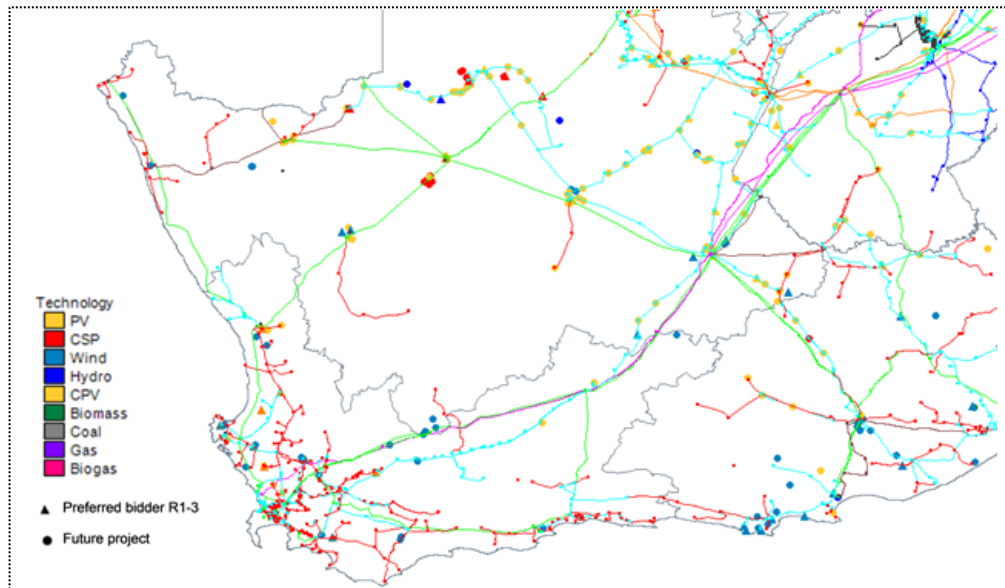 Technology
PV
CSP
Wind
Hydro
CPV
Biomass
Coal
Gas
Biogas
Preferred bidder R1-3
Future project